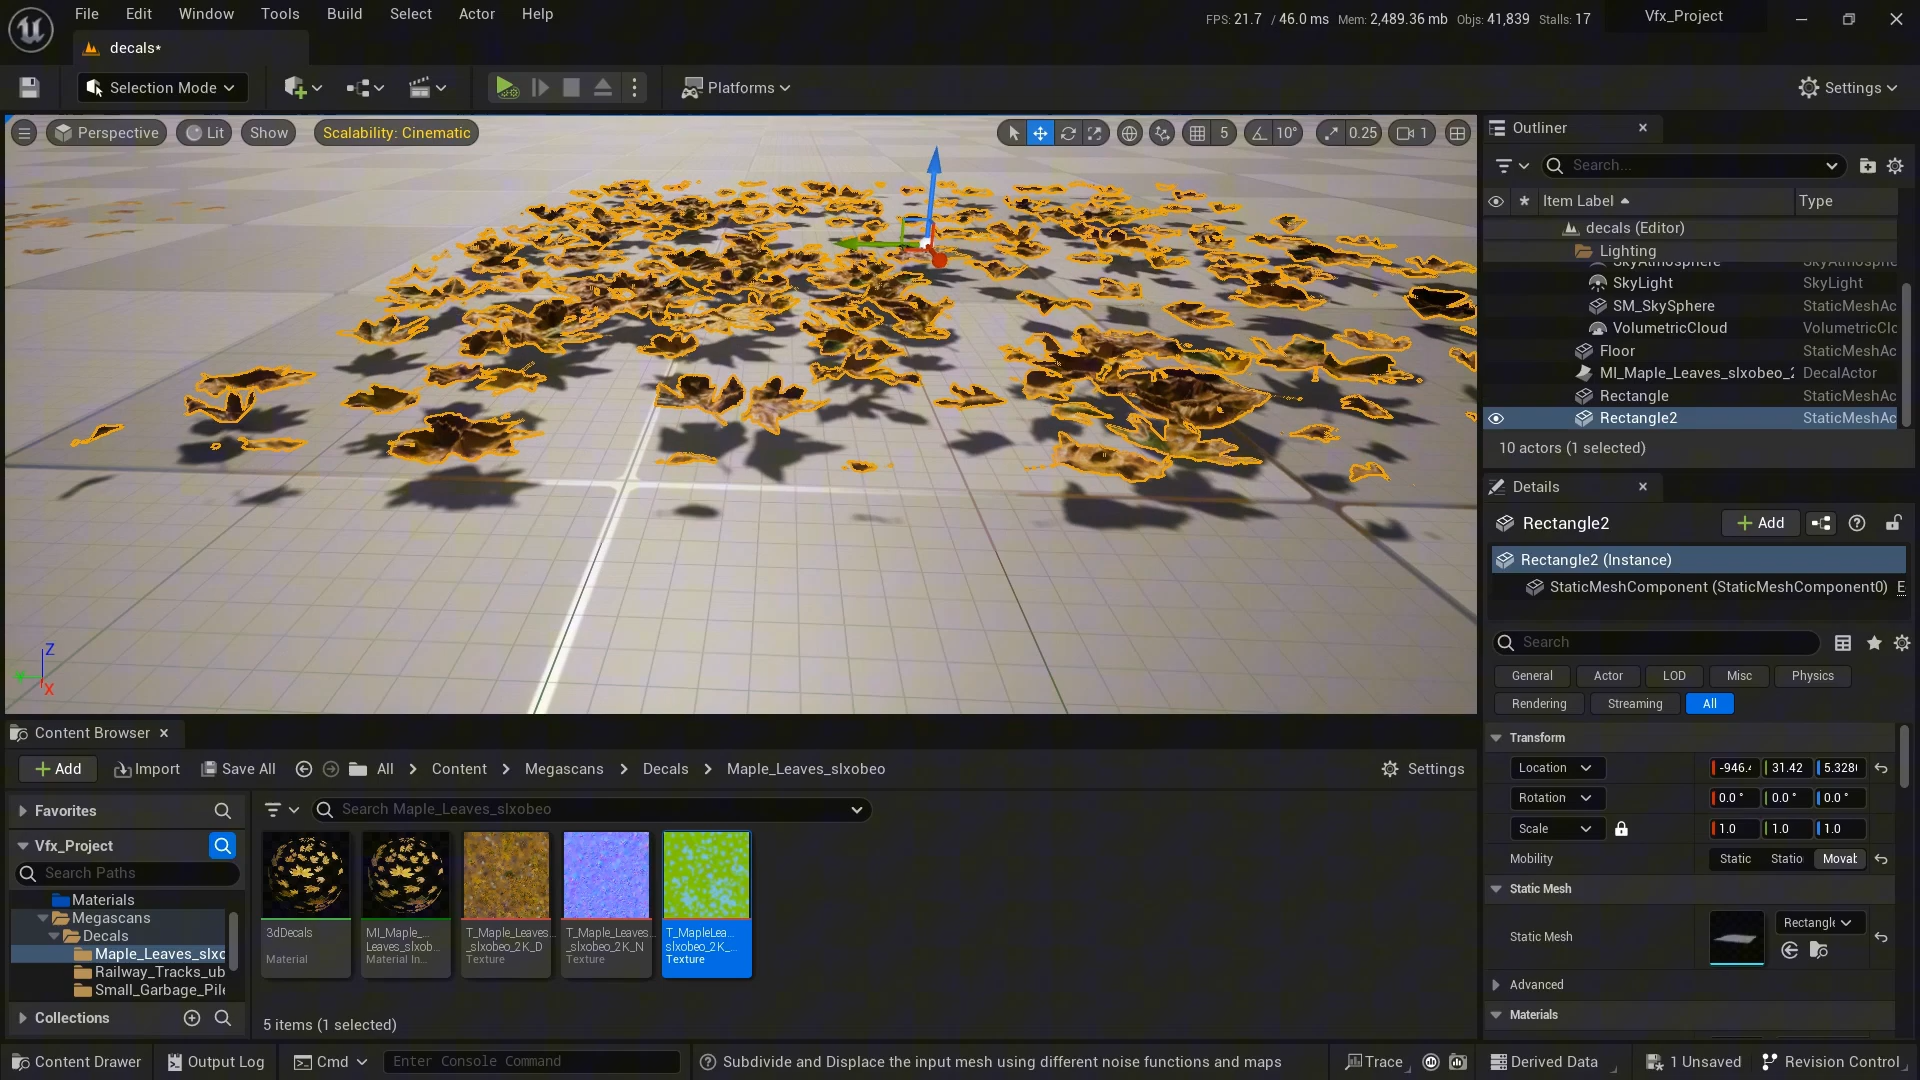 File Edit Window Tools Build Select Actor Help
FPS: 21.7 / 46.0 ms Mem: 2,489.36 mb Objs: 41,839 Stalls: 17
Vfx_Project
decals*
Selection Mode
Platforms
Settings
Perspective Lit Show Scalability: Cinematic
5 10° 0.25 1
Z
X
Outliner
Search...
Item Label Type
decals (Editor)
Lighting
SkyAtmosphere
SkyLight SkyLight
SM_SkySphere StaticMeshAc
VolumetricCloud VolumetricClc
Floor StaticMeshAc
MI_Maple_Leaves_slxobeo_2 DecalActor
Rectangle StaticMeshAc
Rectangle2 StaticMeshAc
10 actors (1 selected)
Details
Rectangle2
+ Add
Rectangle2 (Instance)
StaticMeshComponent (StaticMeshComponent0) E
Search
General Actor LOD Misc Physics
Rendering Streaming All
Transform
Location -946.4 31.42 5.328
Rotation 0.0 ° 0.0 ° 0.0 °
Scale 1.0 1.0 1.0
Mobility Static Statio Movab
Static Mesh
Static Mesh Rectangle
Advanced
Materials
Content Browser
+ Add Import Save All All > Content > Megascans > Decals > Maple_Leaves_slxobeo Settings
Favorites
Vfx_Project
Search Paths
Materials
Megascans
Decals
Maple_Leaves_slxo
Railway_Tracks_ub
Small_Garbage_Pile
Collections
Search Maple_Leaves_slxobeo
3dDecals
Material
MI_Maple_...
Leaves_slxob...
Material In...
T_Maple_Leaves...
_slxobeo_2K_D
Texture
T_Maple_Leaves...
_slxobeo_2K_N
Texture
T_MapleLea...
slxobeo_2K_...
Texture
5 items (1 selected)
Content Drawer Output Log Cmd Enter Console Command Subdivide and Displace the input mesh using different noise functions and maps Trace Derived Data 1 Unsaved Revision Control